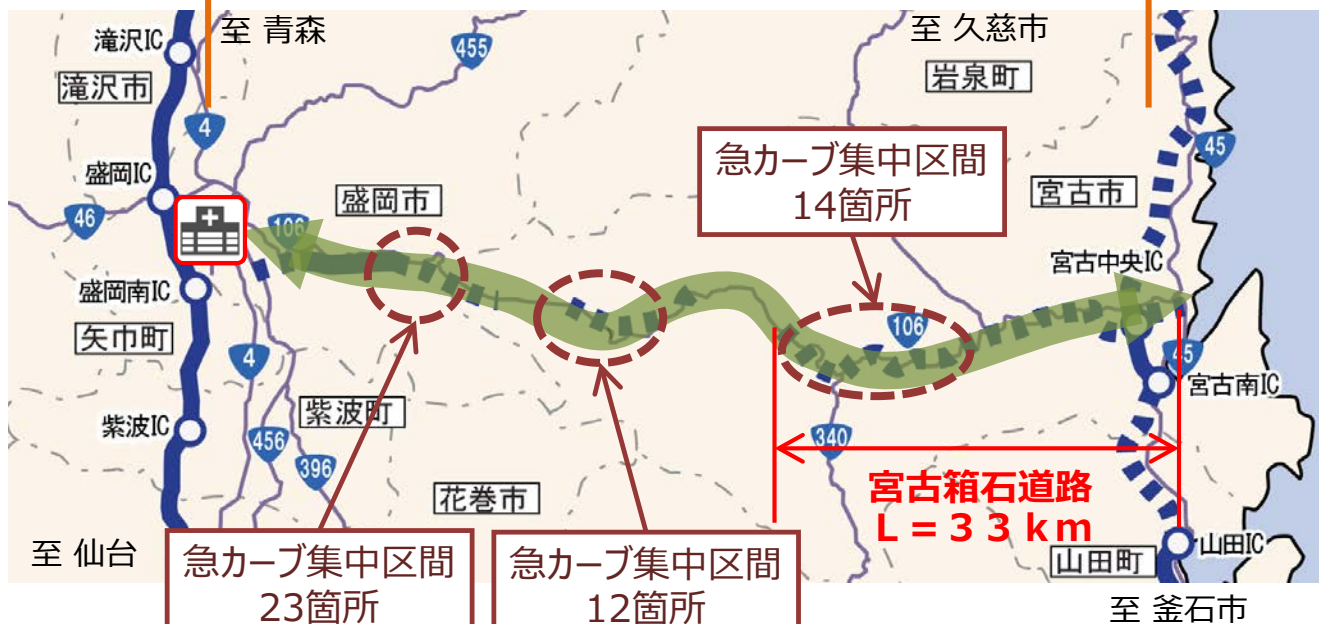 至 青森
至 久慈市
滝沢IC
455
滝沢市
岩泉町
4
45
急カーブ集中区間
14箇所
盛岡IC
盛岡市
宮古市
46
106
宮古中央IC
盛岡南IC
106
矢巾町
4
45
宮古南IC
紫波町
紫波IC
456
396
340
宮古箱石道路
L=33km
花巻市
至 仙台
山田IC
山田町
急カーブ集中区間
23箇所
急カーブ集中区間
12箇所
至 釜石市